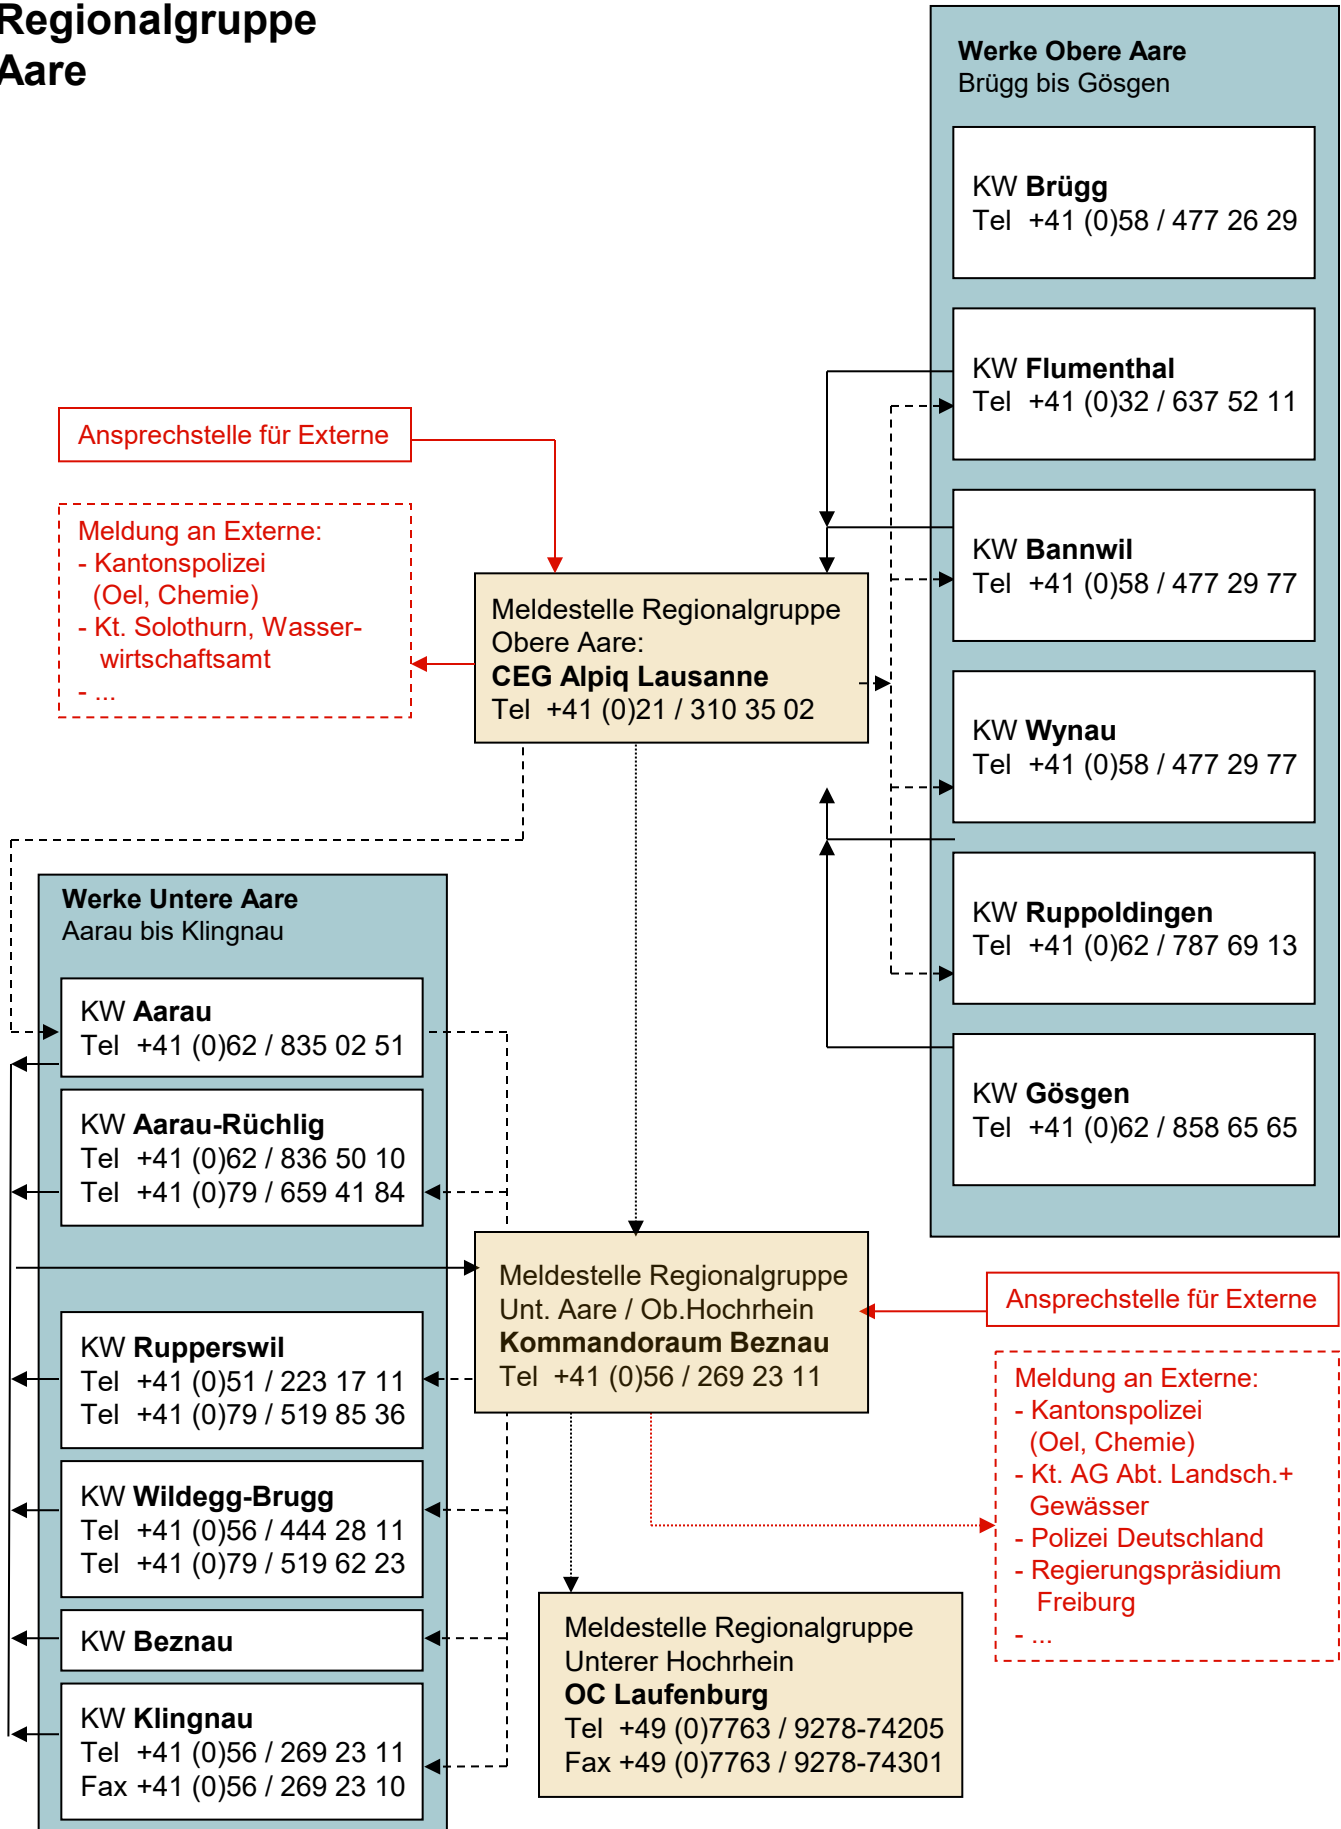 Regionalgruppe
Aare
Werke Obere Aare
Brügg bis Gösgen
KW Brügg
Tel +41 (0)58 / 477 26 29
KW Flumenthal
Tel +41 (0)32 / 637 52 11
KW Bannwil
Tel +41 (0)58 / 477 29 77
KW Wynau
Tel +41 (0)58 / 477 29 77
KW Ruppoldingen
Tel +41 (0)62 / 787 69 13
KW Gösgen
Tel +41 (0)62 / 858 65 65
Ansprechstelle für Externe
Meldung an Externe:
- Kantonspolizei
(Oel, Chemie)
- Kt. Solothurn, Wasser-
wirtschaftsamt
- ...
Meldestelle Regionalgruppe
Obere Aare:
CEG Alpiq Lausanne
Tel +41 (0)21 / 310 35 02
Werke Untere Aare
Aarau bis Klingnau
KW Aarau
Tel +41 (0)62 / 835 02 51
KW Aarau-Rüchlig
Tel +41 (0)62 / 836 50 10
Tel +41 (0)79 / 659 41 84
KW Rupperswil
Tel +41 (0)51 / 223 17 11
Tel +41 (0)79 / 519 85 36
KW Wildegg-Brugg
Tel +41 (0)56 / 444 28 11
Tel +41 (0)79 / 519 62 23
KW Beznau
KW Klingnau
Tel +41 (0)56 / 269 23 11
Fax +41 (0)56 / 269 23 10
Meldestelle Regionalgruppe
Unt. Aare / Ob.Hochrhein
Kommandoraum Beznau
Tel +41 (0)56 / 269 23 11
Ansprechstelle für Externe
Meldung an Externe:
- Kantonspolizei
(Oel, Chemie)
- Kt. AG Abt. Landsch.+
Gewässer
- Polizei Deutschland
- Regierungspräsidium
Freiburg
- ...
Meldestelle Regionalgruppe
Unterer Hochrhein
OC Laufenburg
Tel +49 (0)7763 / 9278-74205
Fax +49 (0)7763 / 9278-74301